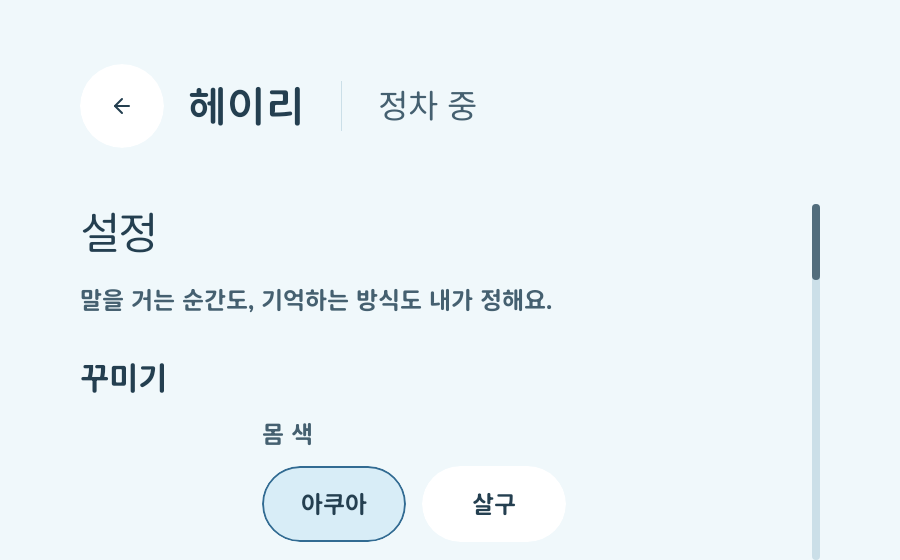 헤이리 정차 중
설정
말을 거는 순간도, 기억하는 방식도 내가 정해요.
꾸미기
몸 색
아쿠아 살구